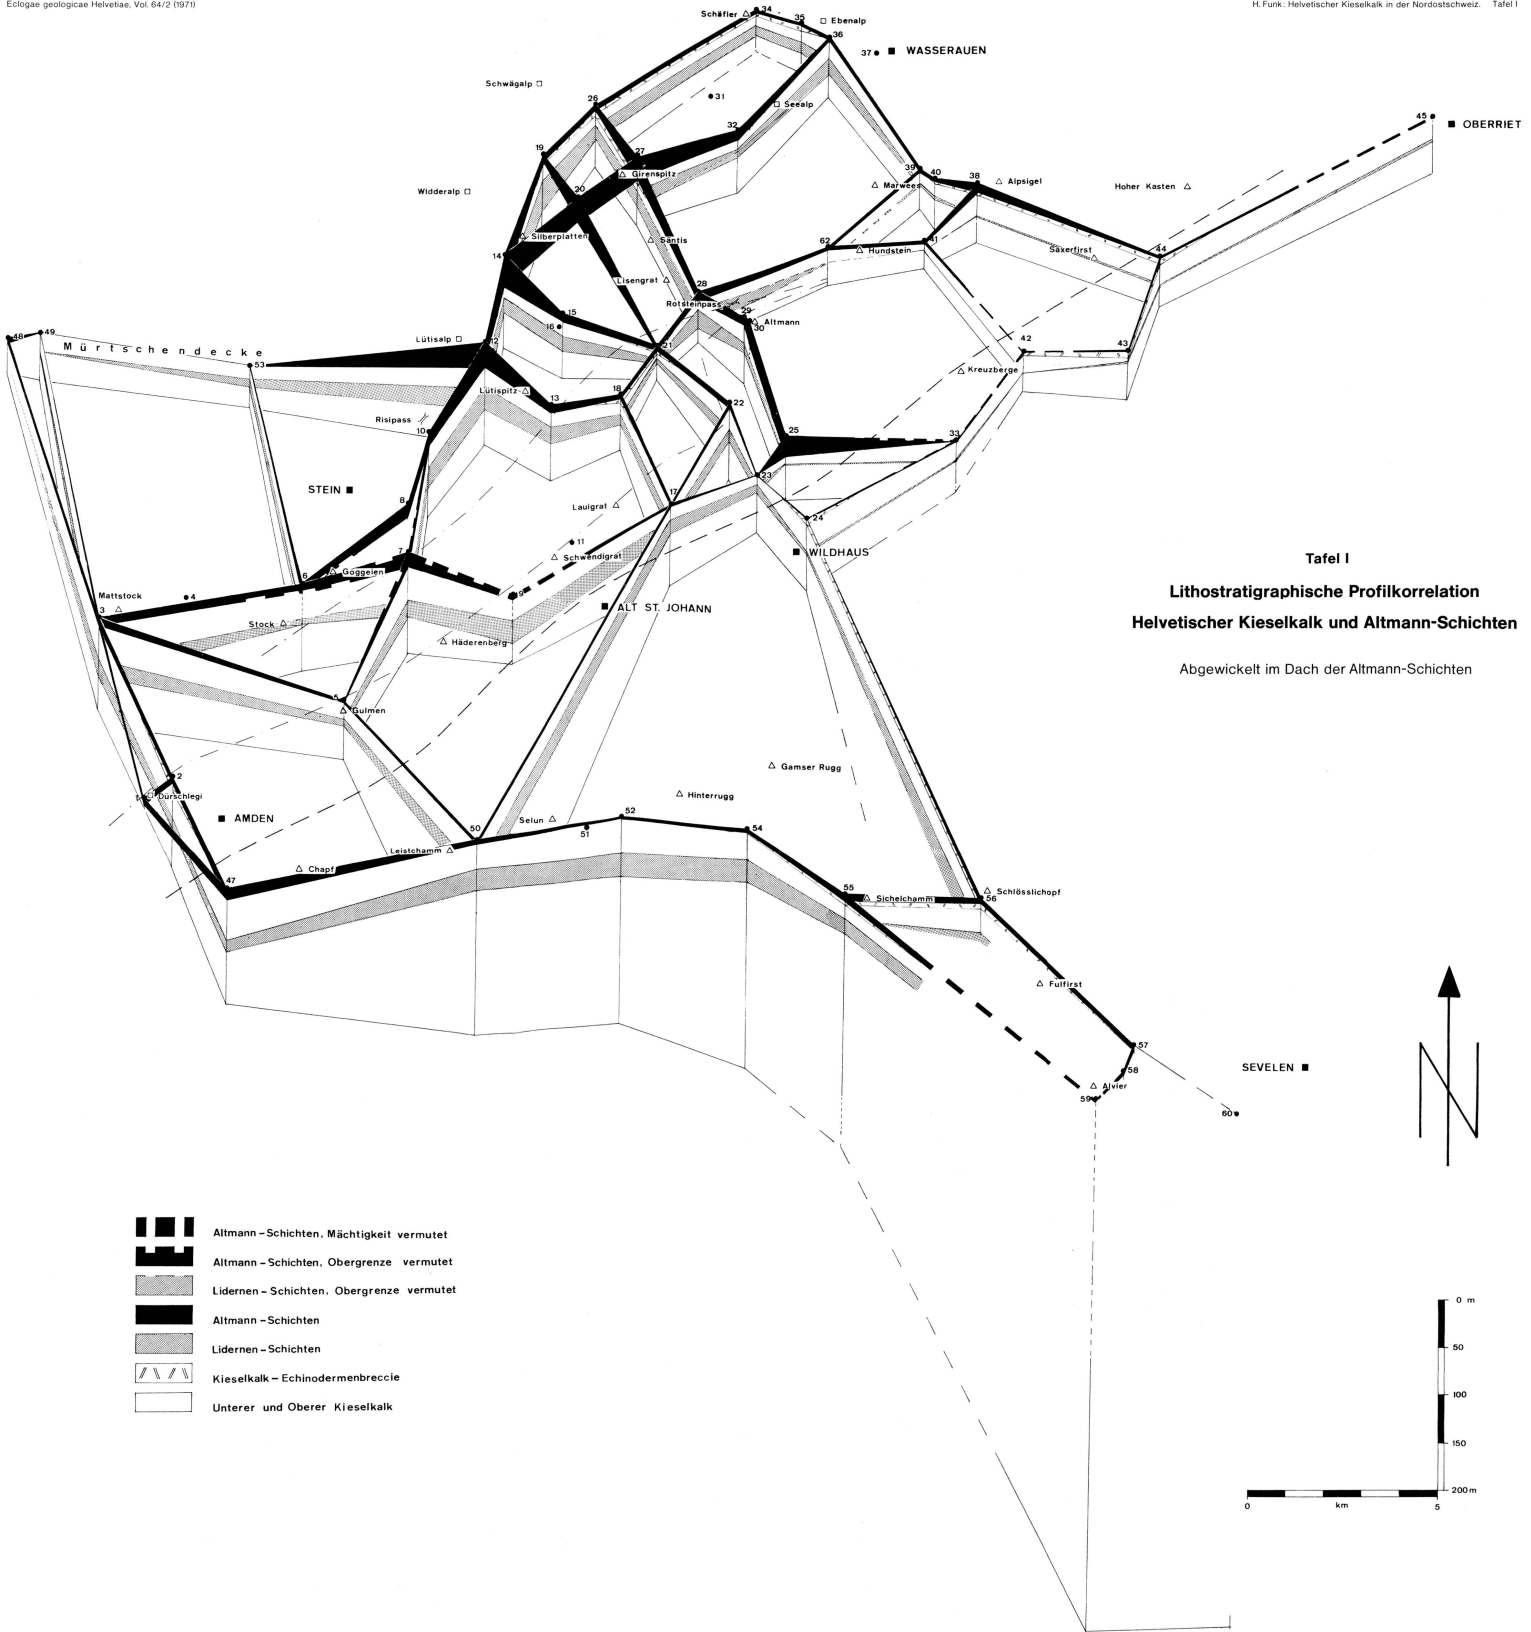 Eclogae geologicae Helvetiae, Vol. 64/2 (1971)
H. Funk: Helvetischer Kieselkalk in der Nordostschweiz. Tafel I
Schäfler
34
35
Ebenalp
36
37
WASSERAUEN
Schwägalp
26
31
Seealp
32
45
OBERRIET
19
27
Girenspitz
39
40
38
Alpsigel
Marwees
Hoher Kasten
Widderalp
20
Silberplatten
Säntis
62
Hundstein
41
Saxerfirst
44
14
Lisengrat
28
Rotsteinpass
29
30
Altmann
15
16
48
49
Mürtschendecke
Lütisalp
12
21
42
43
53
Kreuzberge
Lütispitz
13
18
22
Risipass
10
25
33
23
STEIN
8
17
Lauigrat
24
11
Schwendigrat
WILDHAUS
7
6
Goggeien
Mattstock
4
3
9
ALT ST. JOHANN
Stock
Häderenberg
5
Gulmen
Tafel I
Lithostratigraphische Profilkorrelation
Helvetischer Kieselkalk und Altmann-Schichten
Abgewickelt im Dach der Altmann-Schichten
2
1
Dürschlegi
Gamser Rugg
Hinterrugg
AMDEN
Selun
52
50
51
54
Leistchamm
Chapf
47
55
Sichelchamm
Schlösslichopf
56
Fulfirst
57
58
SEVELEN
Alvier
59
60
N
Altmann-Schichten, Mächtigkeit vermutet
Altmann-Schichten, Obergrenze vermutet
Lidernen-Schichten, Obergrenze vermutet
Altmann-Schichten
Lidernen-Schichten
Kieselkalk-Echinodermenbreccie
Unterer und Oberer Kieselkalk
0 m
50
100
150
200 m
0 km 5